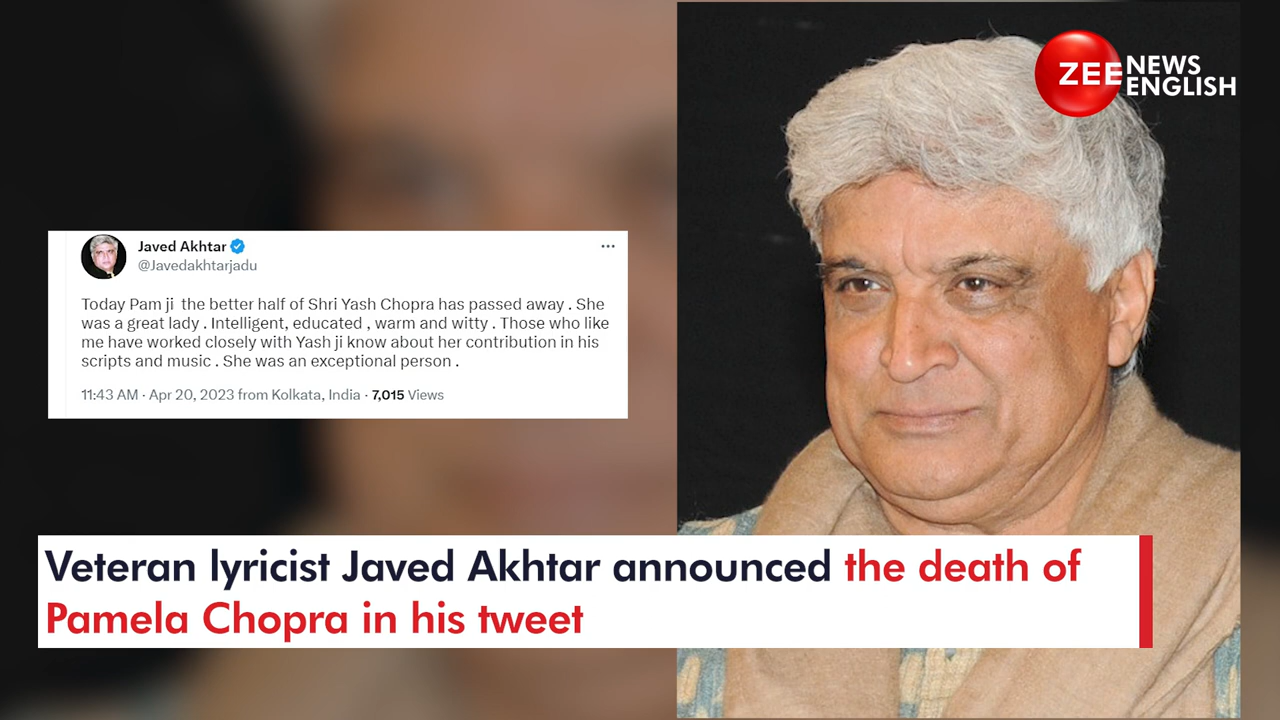 ZEE NEWS
ENGLISH
Javed Akhtar
@Javedakhtarjadu
Today Pam ji the better half of Shri Yash Chopra has passed away . She
was a great lady . Intelligent, educated , warm and witty . Those who like
me have worked closely with Yash ji know about her contribution in his
scripts and music . She was an exceptional person .
11:43 AM · Apr 20, 2023 from Kolkata, India · 7,015 Views
Veteran lyricist Javed Akhtar announced the death of
Pamela Chopra in his tweet